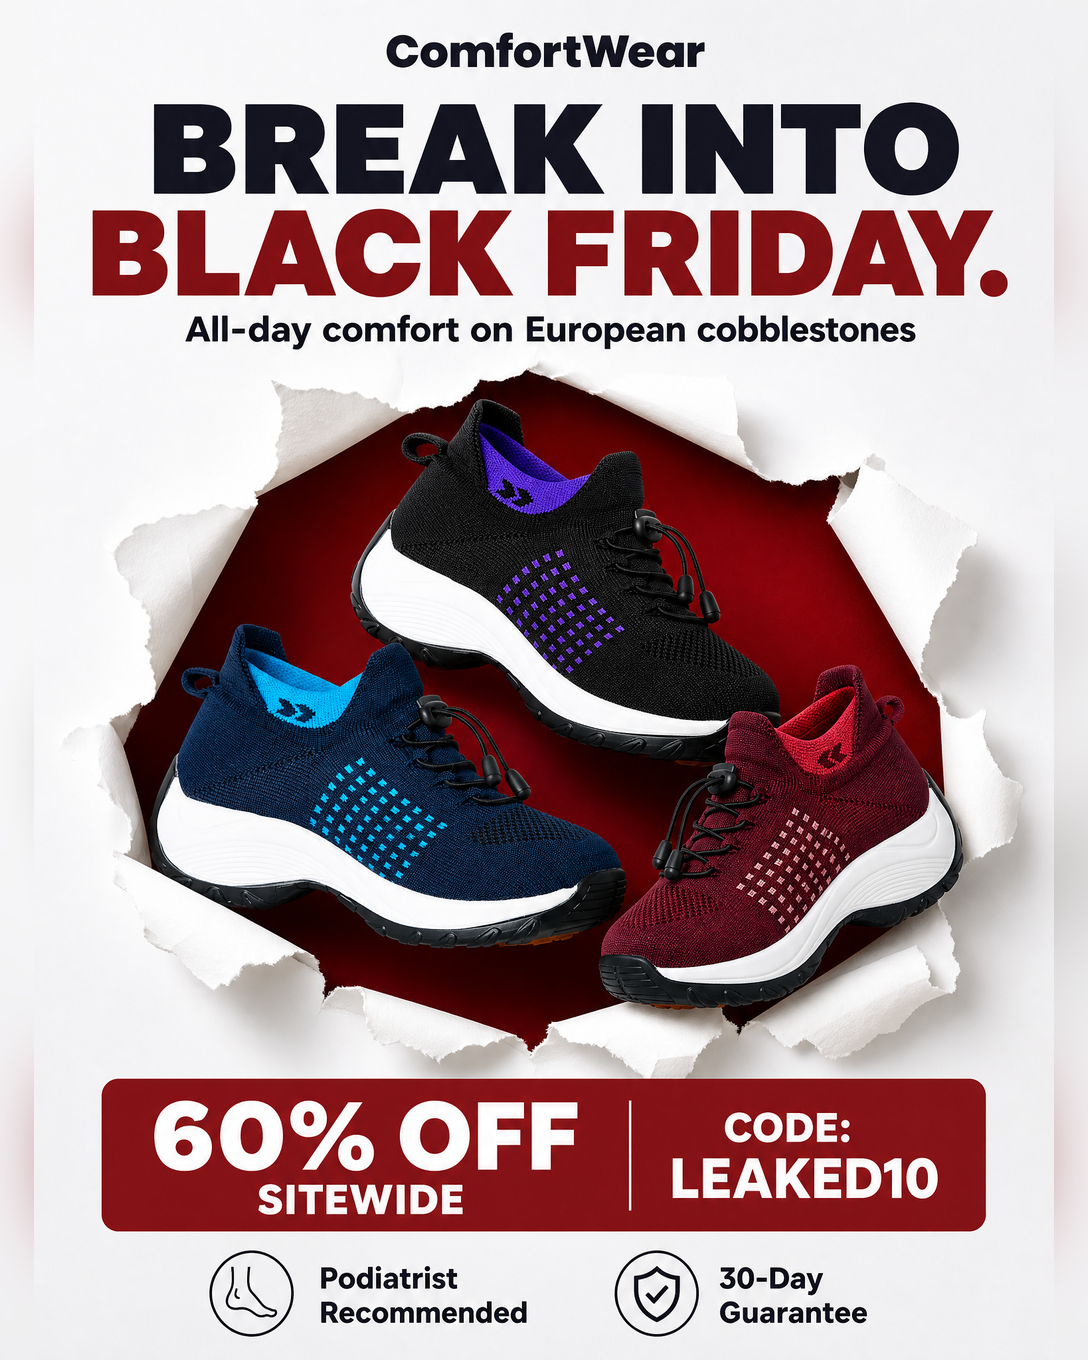 ComfortWear
BREAK INTO
BLACK FRIDAY.
All-day comfort on European cobblestones
60% OFF
SITEWIDE
CODE:
LEAKED10
Podiatrist
Recommended
30-Day
Guarantee